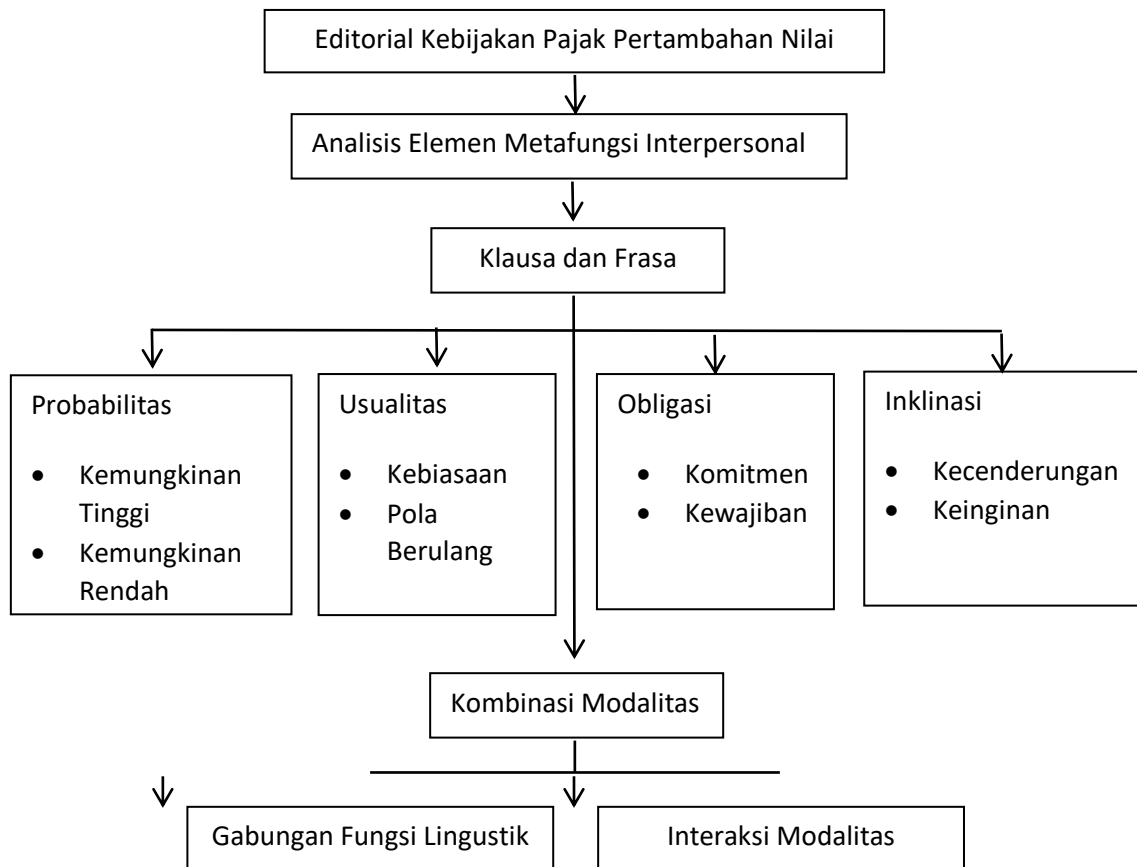 Editorial Kebijakan Pajak Pertambahan Nilai
Analisis Elemen Metafungsi Interpersonal
Klausa dan Frasa
Probabilitas
• Kemungkinan
Tinggi
• Kemungkinan
Rendah
Usualitas
• Kebiasaan
• Pola
Berulang
Obligasi
• Komitmen
• Kewajiban
Inklinasi
• Kecenderungan
• Keinginan
Kombinasi Modalitas
Gabungan Fungsi Lingustik
Interaksi Modalitas